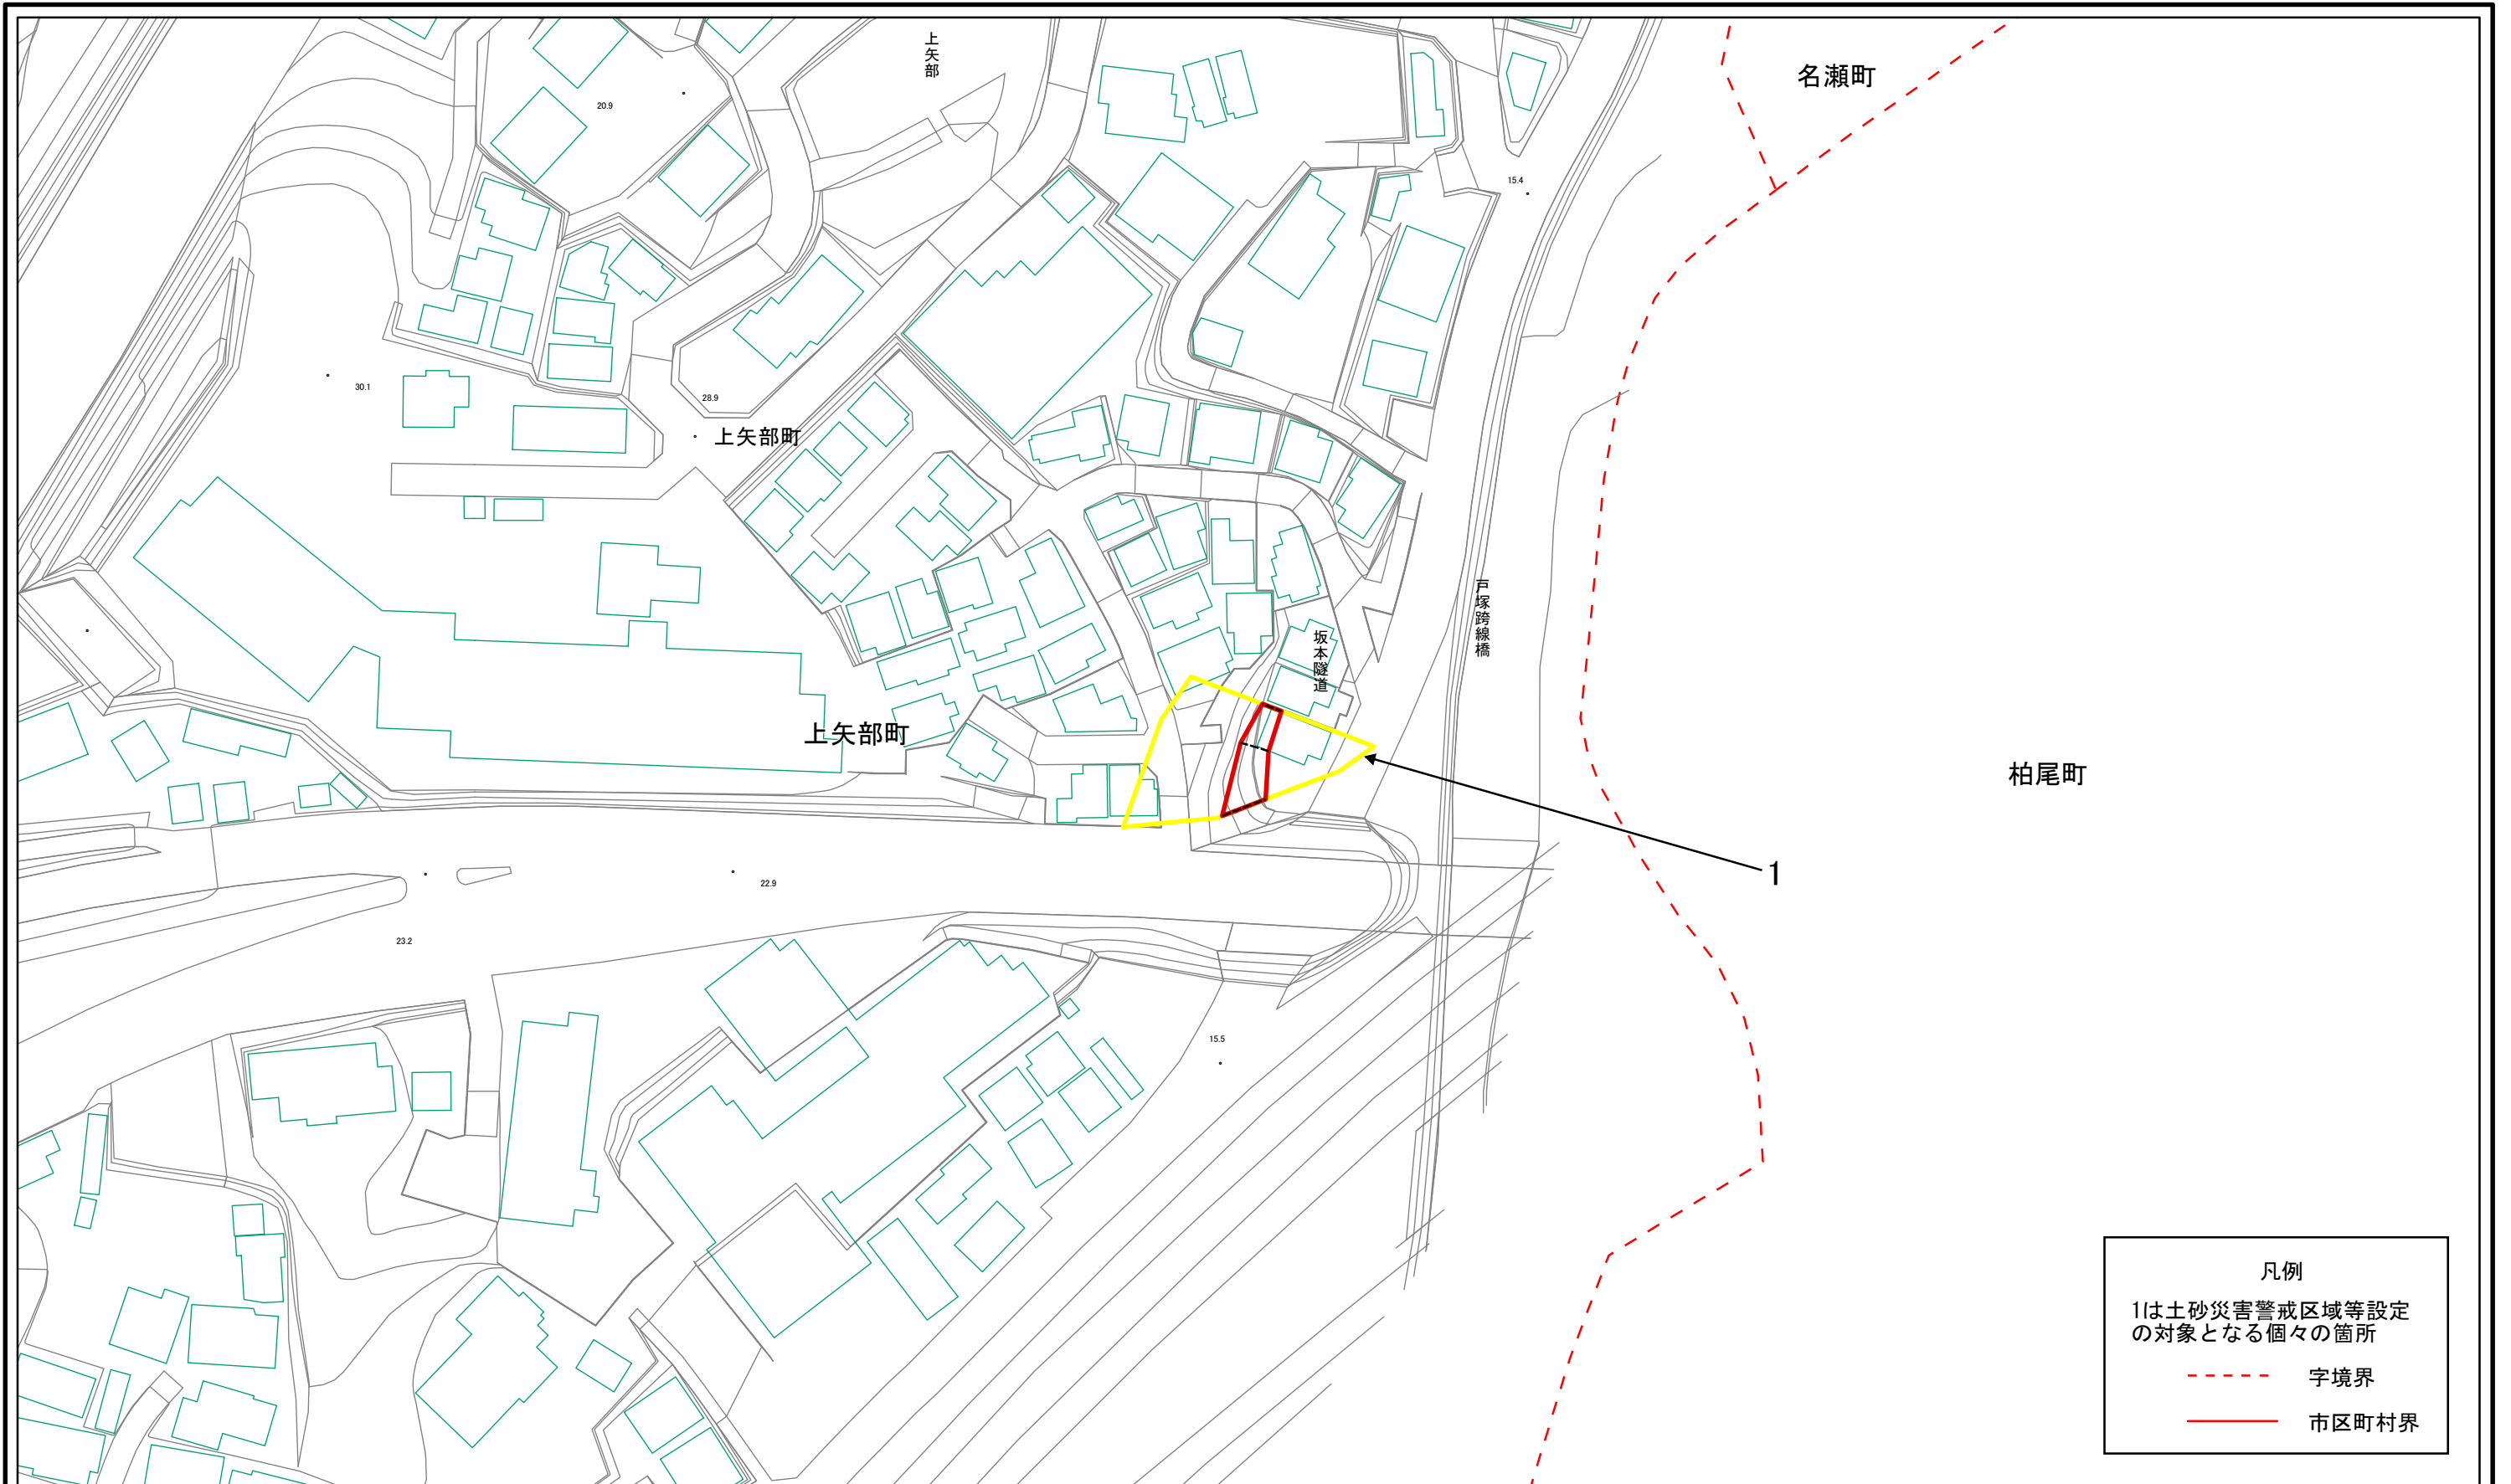 上矢部
名瀬町
20.9
15.4
30.1
28.9
上矢部町
戸塚跨線橋
坂本隧道
上矢部町
柏尾町
1
22.9
23.2
15.5
凡例
1は土砂災害警戒区域等設定
の対象となる個々の箇所
字境界
市区町村界